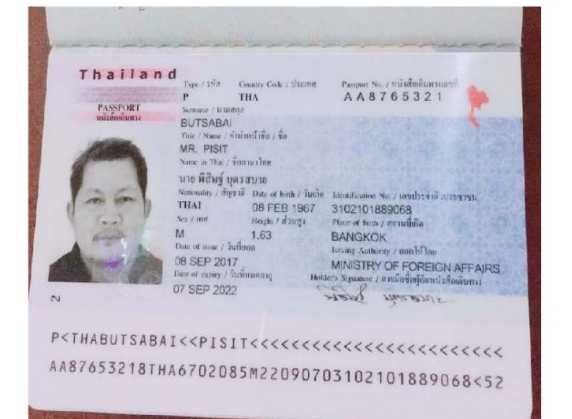 Thailand
Type / รหัส Country Code / ประเทศ Passport No. / หนังสือเดินทางเลขที่
P THA AA8765321
PASSPORT
หนังสือเดินทาง
Surname / นามสกุล
BUTSABAI
Title / Name / คำนำหน้าชื่อ / ชื่อ
MR. PISIT
Name in Thai / ชื่อภาษาไทย
นาย พิสิษฐ์ บุตรสบาย
Nationality / สัญชาติ Date of birth / วันเกิด Identification No. / เลขประจำตัวประชาชน
THAI 08 FEB 1967 3102101889068
Sex / เพศ Height / ส่วนสูง Place of birth / สถานที่เกิด
M 1.63 BANGKOK
Date of issue / วันที่ออก Issuing Authority / ออกให้โดย
08 SEP 2017 MINISTRY OF FOREIGN AFFAIRS
Date of expiry / วันที่หมดอายุ Holder's Signature / ลายมือชื่อผู้ถือหนังสือเดินทาง
07 SEP 2022
2
P<THABUTSABAI<<PISIT<<<<<<<<<<<<<<<<<<<<<<<<
AA87653218THA6702085M22090703102101889068<52